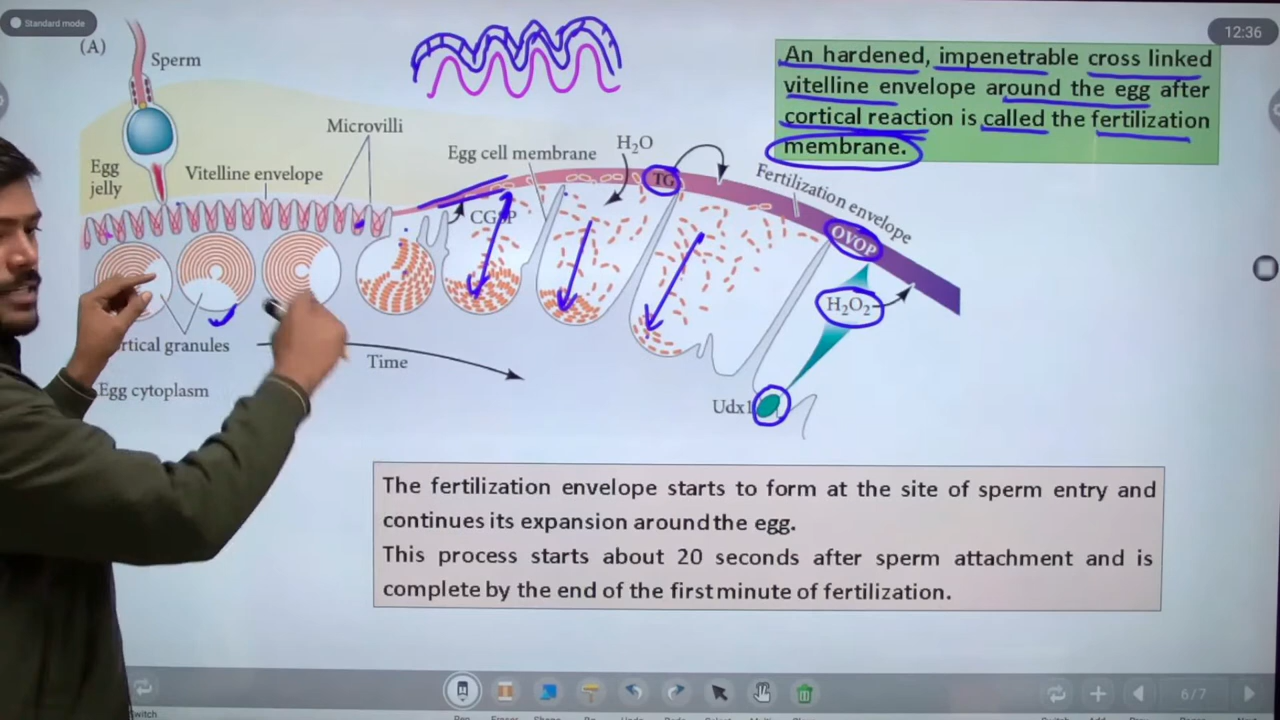 Standard mode
12:36
(A)
Sperm
An hardened, impenetrable cross linked
vitelline envelope around the egg after
cortical reaction is called the fertilization
membrane.
Microvilli
H₂O
Egg cell membrane
Egg
jelly
Vitelline envelope
TG
Fertilization envelope
CGSP
OVOP
H₂O₂
rtical granules
Time
Egg cytoplasm
Udx1
The fertilization envelope starts to form at the site of sperm entry and
continues its expansion around the egg.
This process starts about 20 seconds after sperm attachment and is
complete by the end of the first minute of fertilization.
6/7
witch